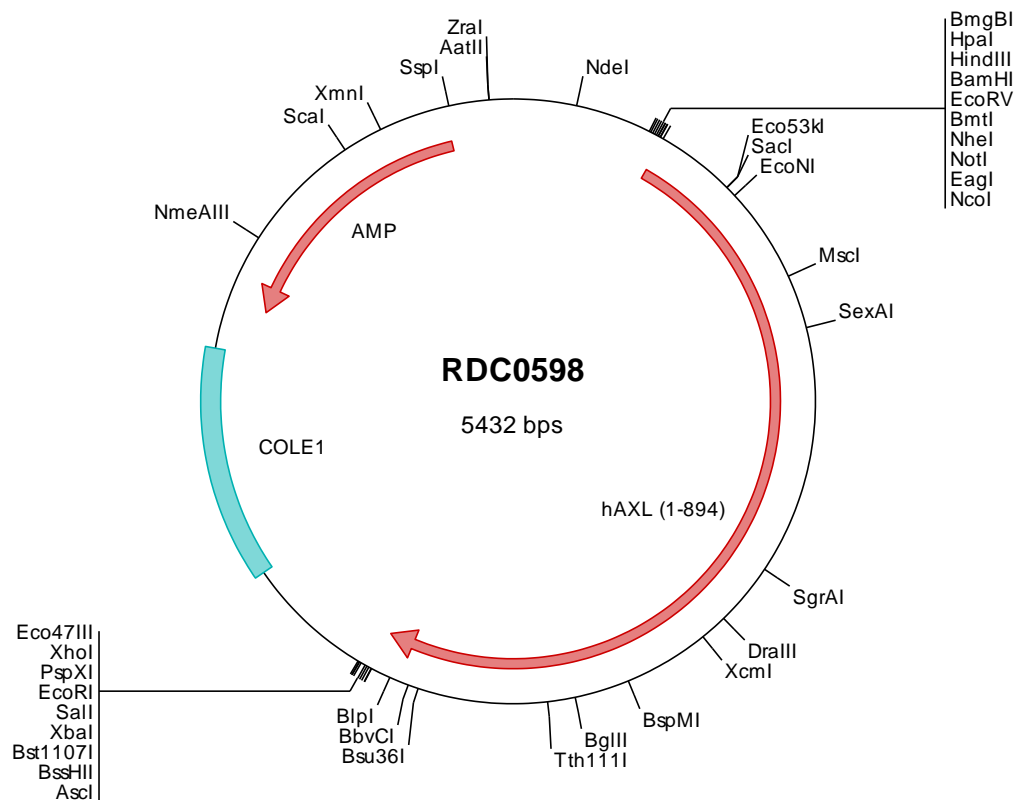 ZraI
AatII
SspI
NdeI
XmnI
ScaI
BmgBI
HpaI
HindIII
BamHI
EcoRV
BmtI
NheI
NotI
EagI
NcoI
Eco53kI
SacI
EcoNI
NmeAIII
AMP
MscI
SexAI
RDC0598
5432 bps
COLE1
hAXL (1-894)
SgrAI
DraIII
XcmI
BspMI
BglII
Tth111I
BlpI
BbvCI
Bsu36I
Eco47III
XhoI
PspXI
EcoRI
SalI
XbaI
Bst1107I
BssHII
AscI